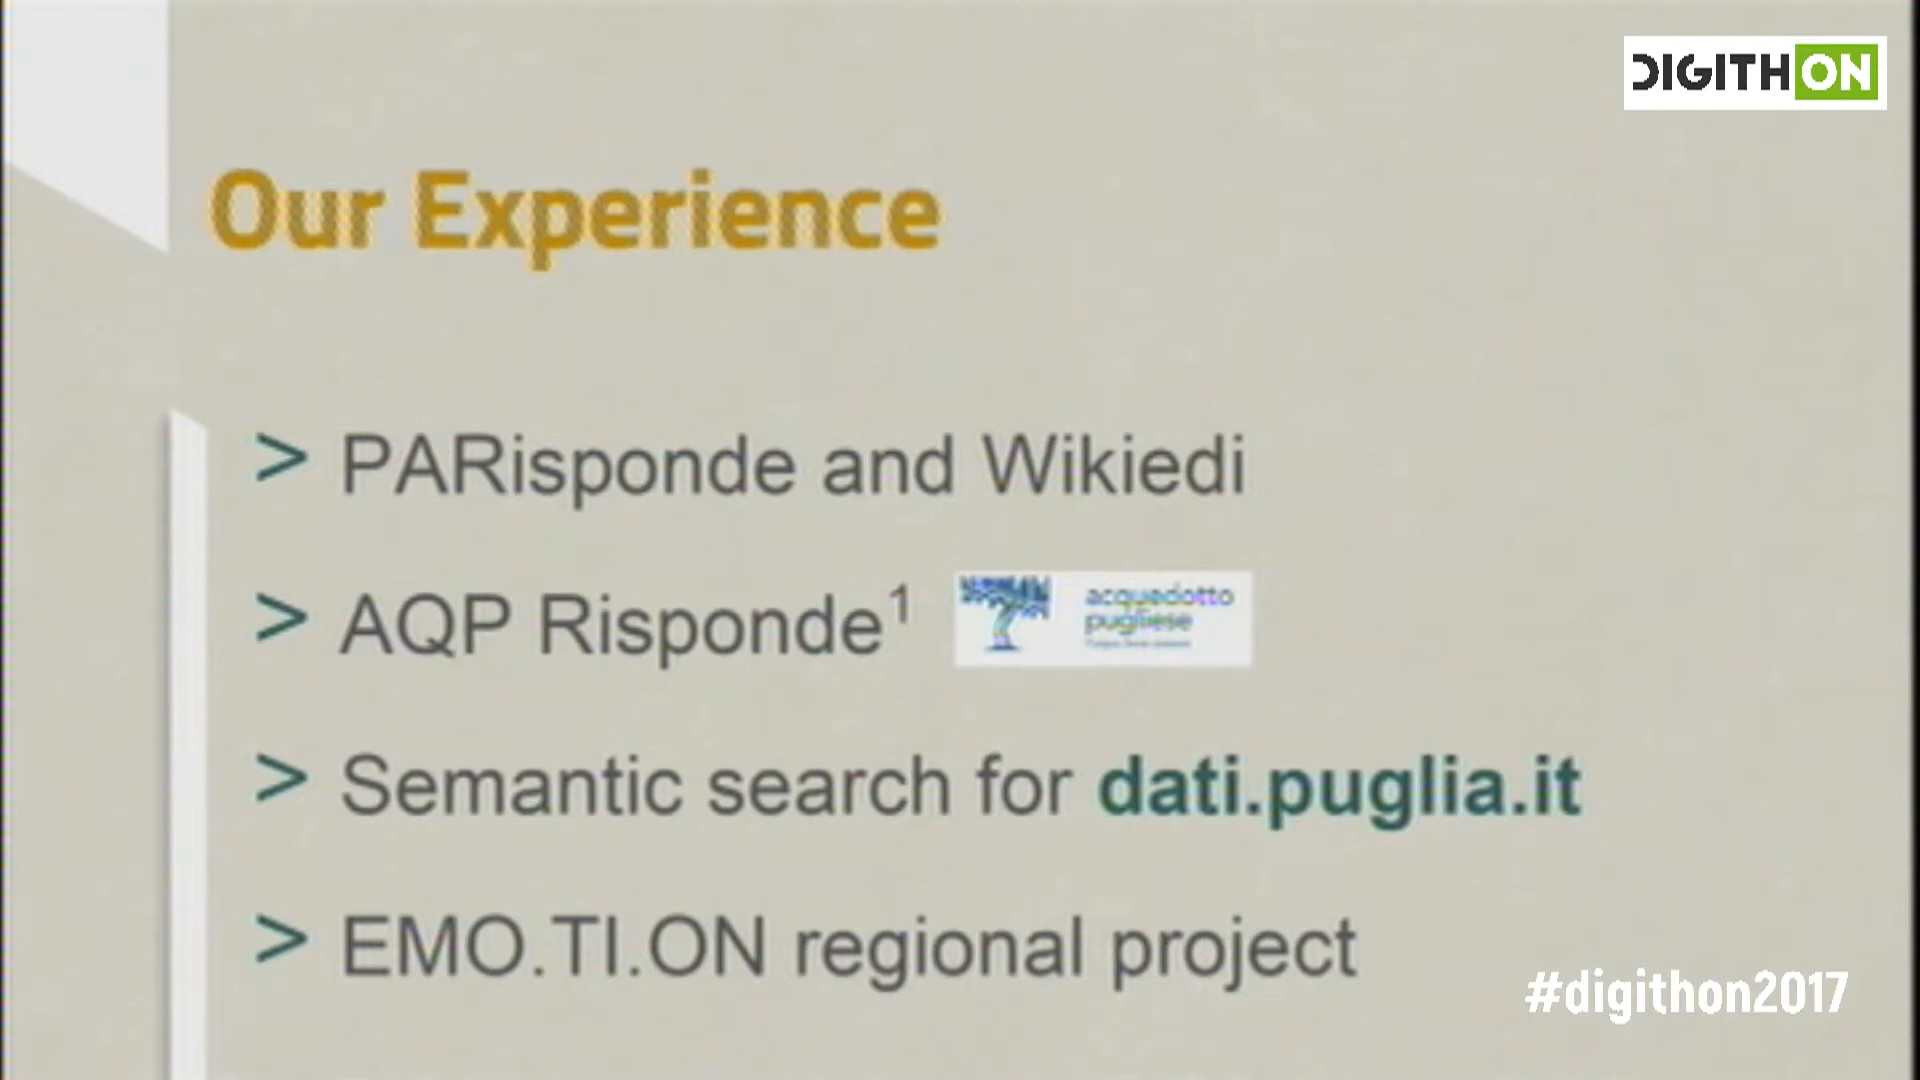 DIGITHON
Our Experience
> PARisponde and Wikiedi
> AQP Risponde¹
acquedotto
pugliese
> Semantic search for dati.puglia.it
> EMO.TI.ON regional project
#digithon2017